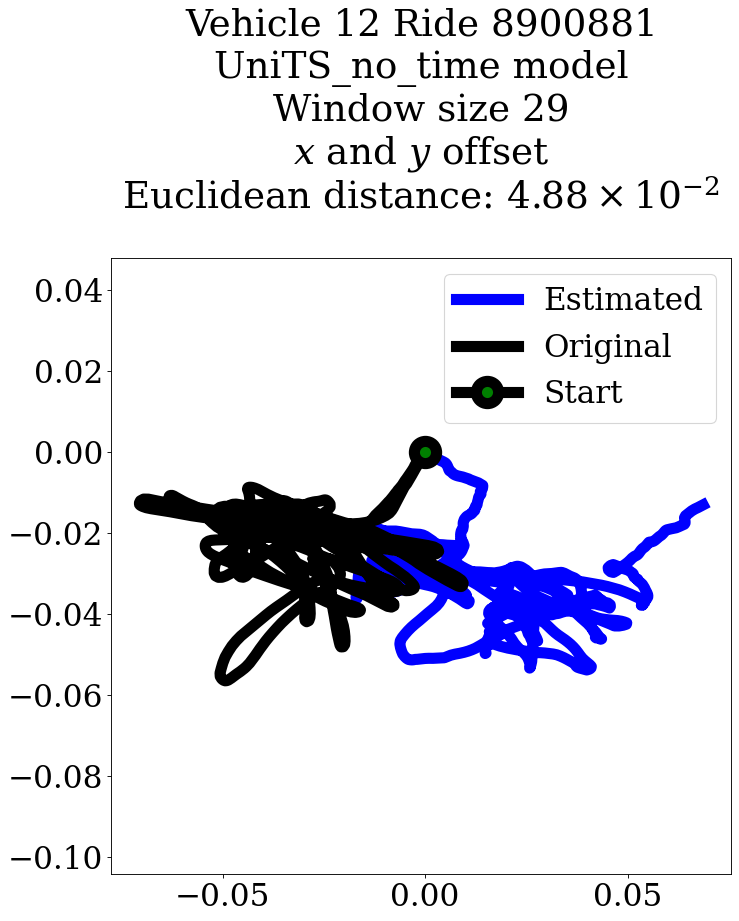 Vehicle 12 Ride 8900881
UniTS_no_time model
Window size 29
x and y offset
Euclidean distance: 4.88 × 10⁻²
Estimated
Original
Start
0.04
0.02
0.00
−0.02
−0.04
−0.06
−0.08
−0.10
−0.05 0.00 0.05